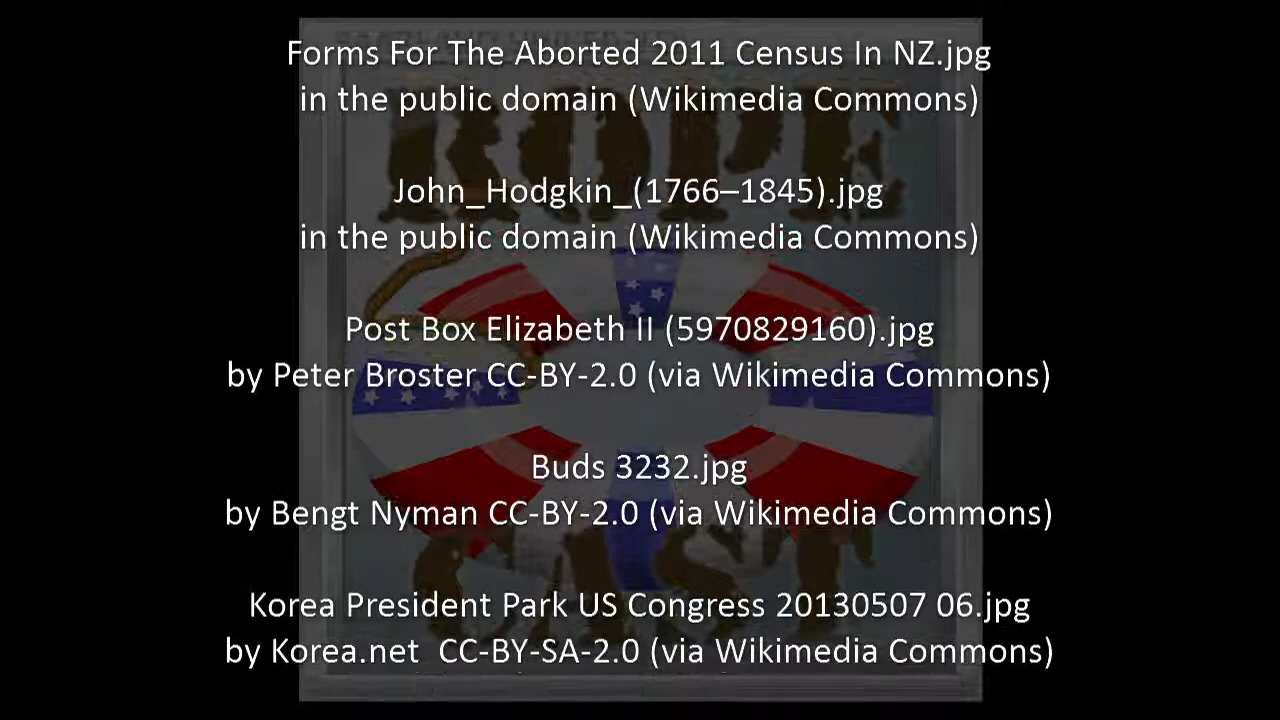 Forms For The Aborted 2011 Census In NZ.jpg
in the public domain (Wikimedia Commons)
John_Hodgkin_(1766–1845).jpg
in the public domain (Wikimedia Commons)
Post Box Elizabeth II (5970829160).jpg
by Peter Broster CC-BY-2.0 (via Wikimedia Commons)
Buds 3232.jpg
by Bengt Nyman CC-BY-2.0 (via Wikimedia Commons)
Korea President Park US Congress 20130507 06.jpg
by Korea.net  CC-BY-SA-2.0 (via Wikimedia Commons)